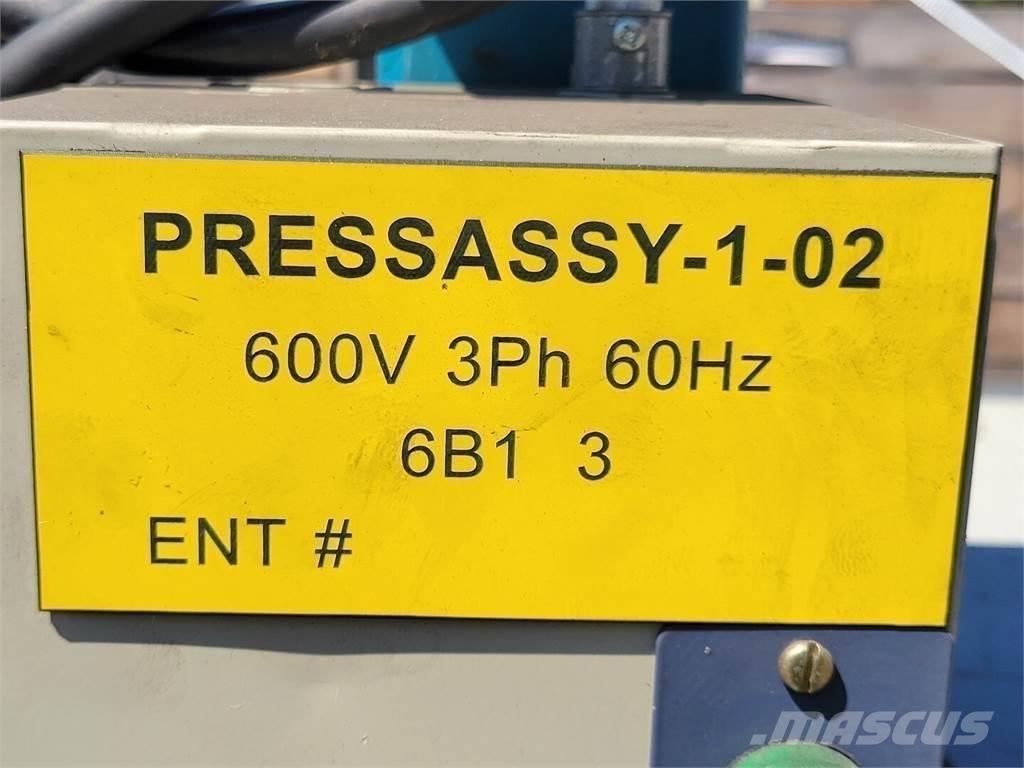 PRESSASSY-1-02
600V 3Ph 60Hz
6B1 3
ENT #
MASCUS